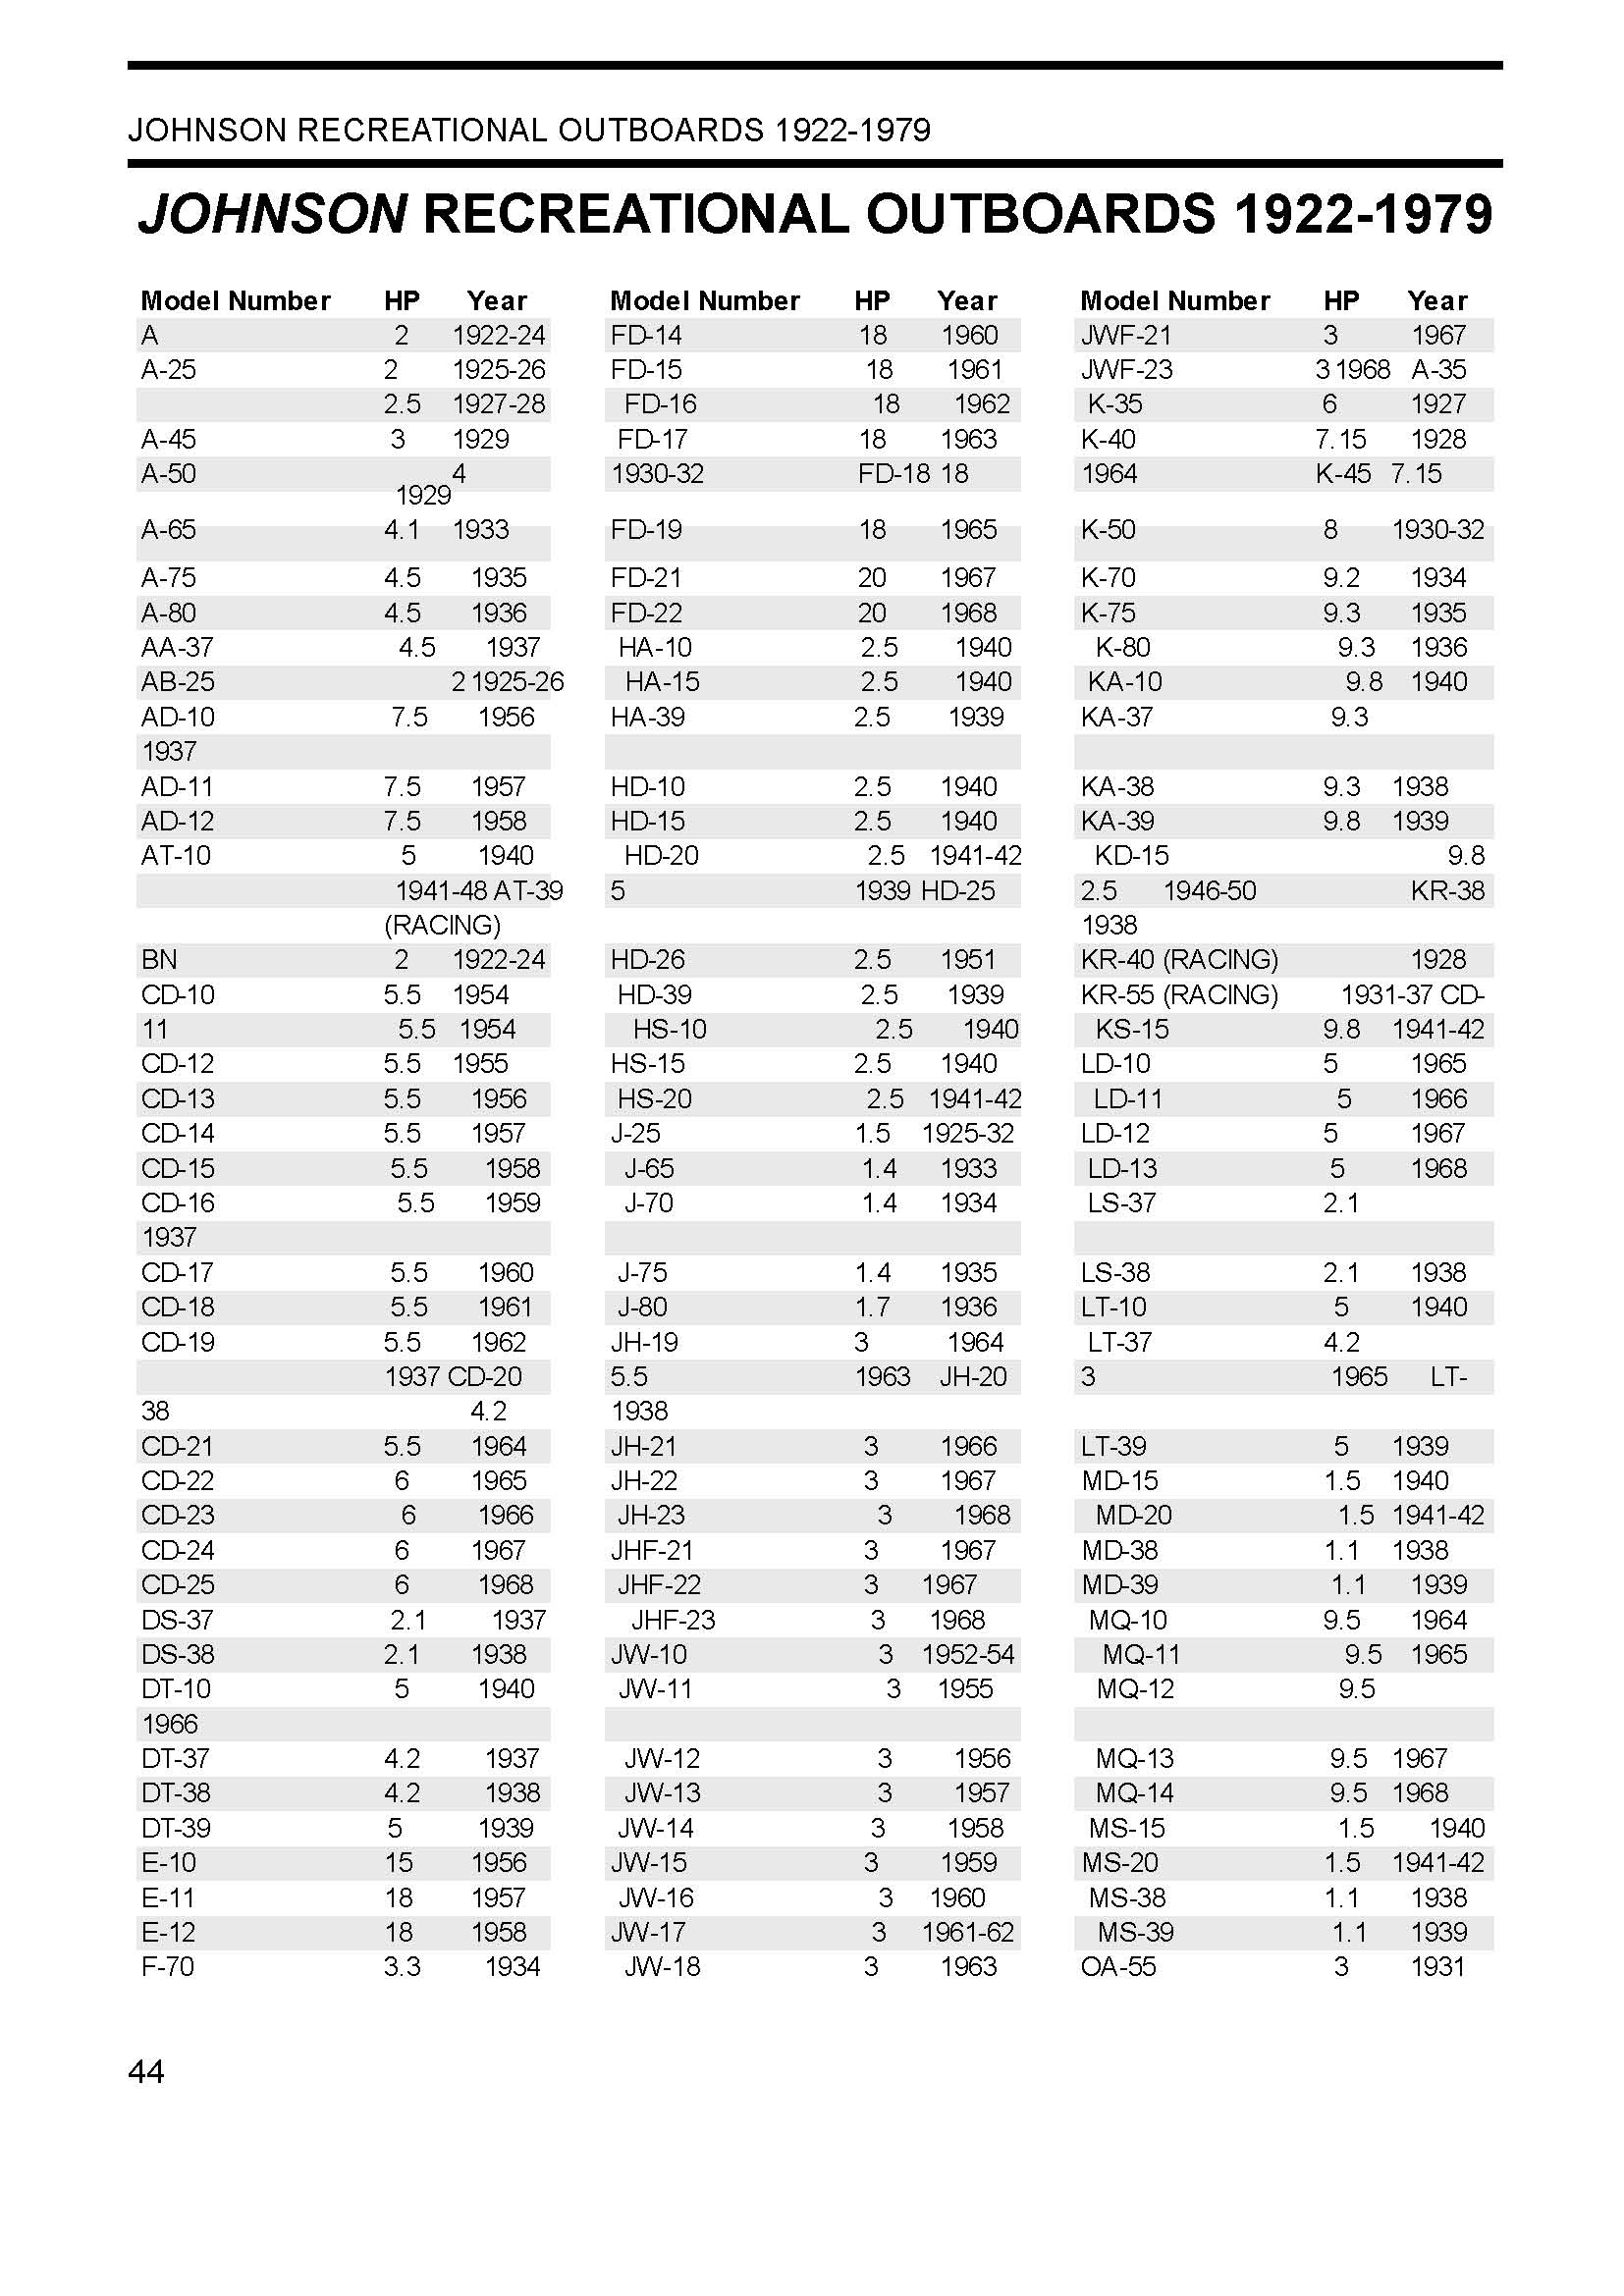 JOHNSON RECREATIONAL OUTBOARDS 1922-1979
JOHNSON RECREATIONAL OUTBOARDS 1922-1979
Model Number HP Year Model Number HP Year Model Number HP Year
A 2 1922-24 FD-14 18 1960 JWF-21 3 1967
A-25 2 1925-26 FD-15 18 1961 JWF-23 3 1968 A-35
2.5 1927-28 FD-16 18 1962 K-35 6 1927
A-45 3 1929 FD-17 18 1963 K-40 7.15 1928
A-50 4 1930-32 FD-18 18 1964 K-45 7.15
1929
A-65 4.1 1933 FD-19 18 1965 K-50 8 1930-32
A-75 4.5 1935 FD-21 20 1967 K-70 9.2 1934
A-80 4.5 1936 FD-22 20 1968 K-75 9.3 1935
AA-37 4.5 1937 HA-10 2.5 1940 K-80 9.3 1936
AB-25 2 1925-26 HA-15 2.5 1940 KA-10 9.8 1940
AD-10 7.5 1956 HA-39 2.5 1939 KA-37 9.3
1937
AD-11 7.5 1957 HD-10 2.5 1940 KA-38 9.3 1938
AD-12 7.5 1958 HD-15 2.5 1940 KA-39 9.8 1939
AT-10 5 1940 HD-20 2.5 1941-42 KD-15 9.8
1941-48 AT-39 5 1939 HD-25 2.5 1946-50 KR-38
(RACING) 1938
BN 2 1922-24 HD-26 2.5 1951 KR-40 (RACING) 1928
CD-10 5.5 1954 HD-39 2.5 1939 KR-55 (RACING) 1931-37 CD-
11 5.5 1954 HS-10 2.5 1940 KS-15 9.8 1941-42
CD-12 5.5 1955 HS-15 2.5 1940 LD-10 5 1965
CD-13 5.5 1956 HS-20 2.5 1941-42 LD-11 5 1966
CD-14 5.5 1957 J-25 1.5 1925-32 LD-12 5 1967
CD-15 5.5 1958 J-65 1.4 1933 LD-13 5 1968
CD-16 5.5 1959 J-70 1.4 1934 LS-37 2.1
1937
CD-17 5.5 1960 J-75 1.4 1935 LS-38 2.1 1938
CD-18 5.5 1961 J-80 1.7 1936 LT-10 5 1940
CD-19 5.5 1962 JH-19 3 1964 LT-37 4.2
1937 CD-20 5.5 1963 JH-20 3 1965 LT-
38 4.2 1938
CD-21 5.5 1964 JH-21 3 1966 LT-39 5 1939
CD-22 6 1965 JH-22 3 1967 MD-15 1.5 1940
CD-23 6 1966 JH-23 3 1968 MD-20 1.5 1941-42
CD-24 6 1967 JHF-21 3 1967 MD-38 1.1 1938
CD-25 6 1968 JHF-22 3 1967 MD-39 1.1 1939
DS-37 2.1 1937 JHF-23 3 1968 MQ-10 9.5 1964
DS-38 2.1 1938 JW-10 3 1952-54 MQ-11 9.5 1965
DT-10 5 1940 JW-11 3 1955 MQ-12 9.5
1966
DT-37 4.2 1937 JW-12 3 1956 MQ-13 9.5 1967
DT-38 4.2 1938 JW-13 3 1957 MQ-14 9.5 1968
DT-39 5 1939 JW-14 3 1958 MS-15 1.5 1940
E-10 15 1956 JW-15 3 1959 MS-20 1.5 1941-42
E-11 18 1957 JW-16 3 1960 MS-38 1.1 1938
E-12 18 1958 JW-17 3 1961-62 MS-39 1.1 1939
F-70 3.3 1934 JW-18 3 1963 OA-55 3 1931
44